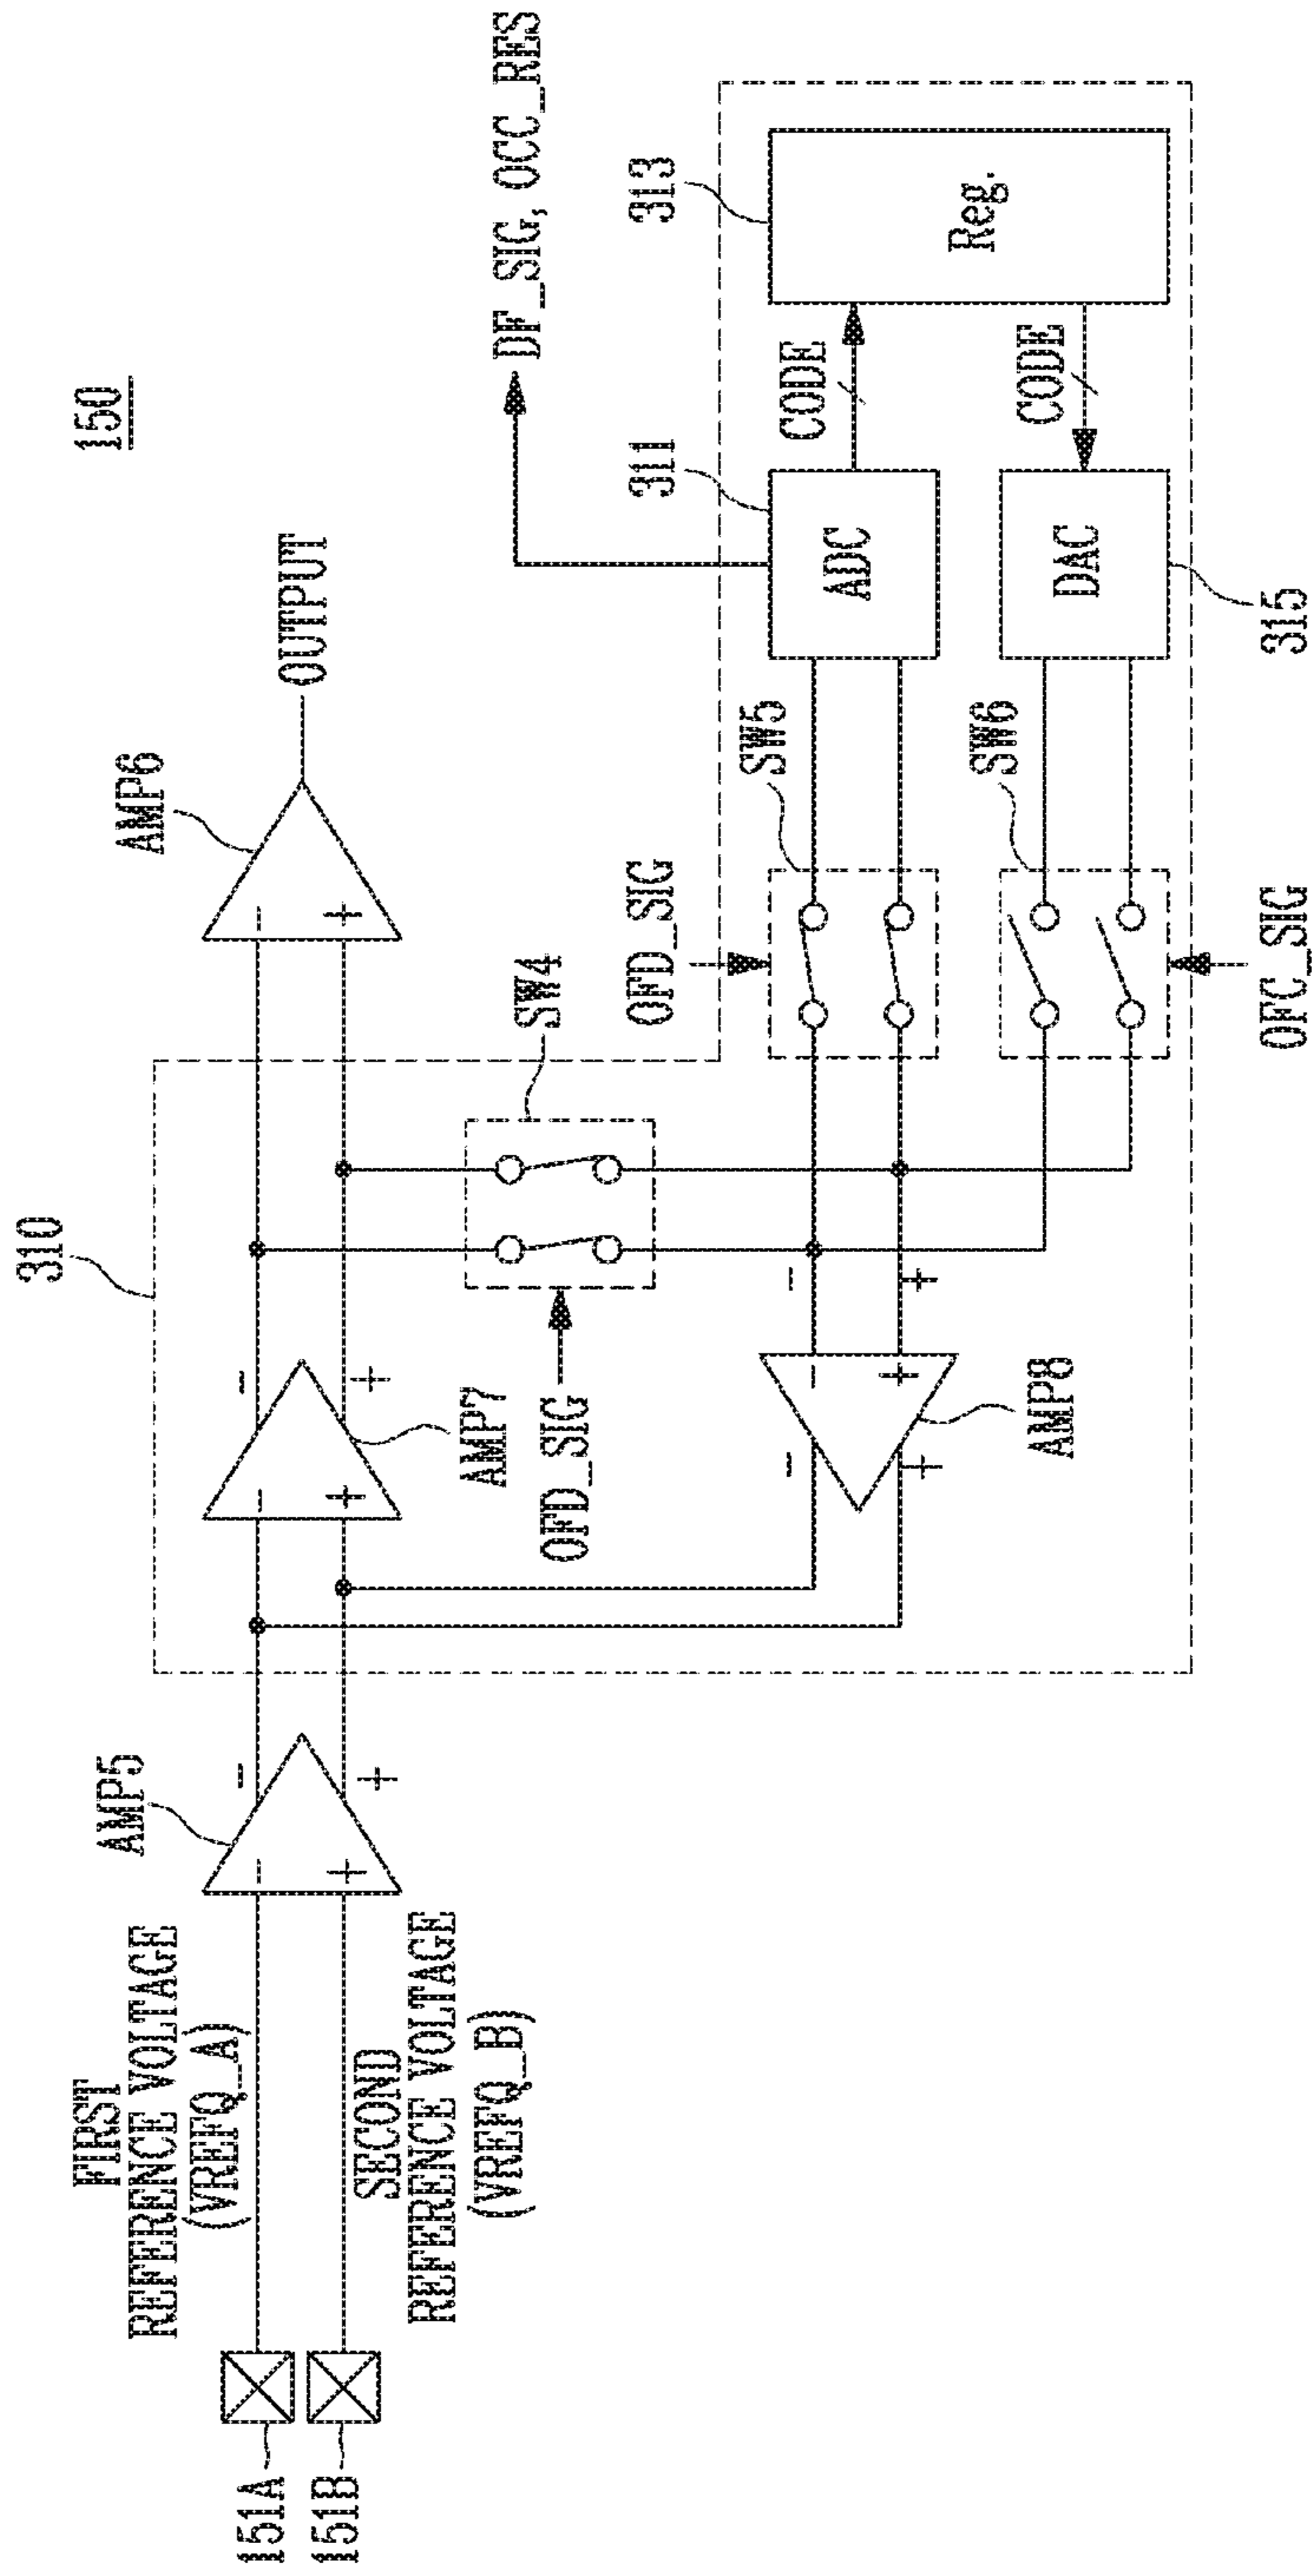 150
310
AMP5
AMP6
OUTPUT
FIRST
REFERENCE VOLTAGE
(VREFQ_A)
151A
151B
SECOND
REFERENCE VOLTAGE
(VREFQ_B)
- +
- +
AMP7
- +
- +
- +
SW4
OFD_SIG
DF_SIG, OCC_RES
OFD_SIG
SW5
311
313
ADC
CODE
Reg.
- +
- +
AMP8
SW6
DAC
CODE
OFC_SIG
315